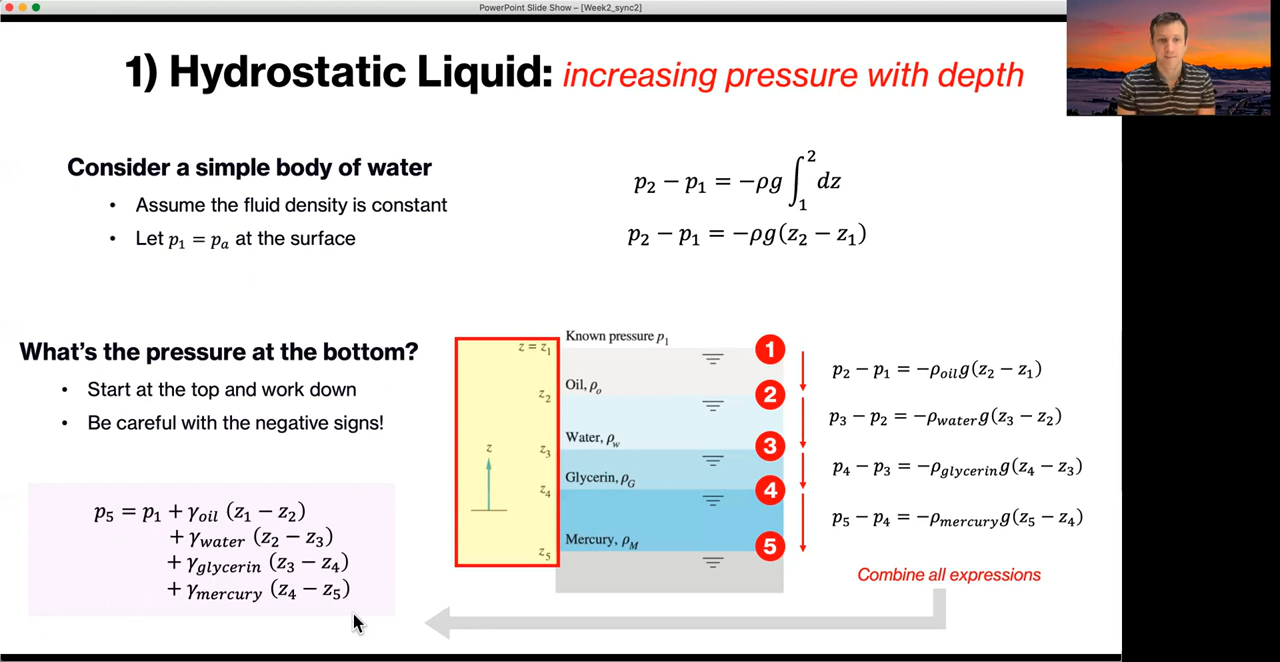 PowerPoint Slide Show – [Week2_sync2]
1) Hydrostatic Liquid: increasing pressure with depth
Consider a simple body of water
• Assume the fluid density is constant
• Let p₁ = pₐ at the surface
p₂ − p₁ = −ρg ∫₁² dz
p₂ − p₁ = −ρg(z₂ − z₁)
What's the pressure at the bottom?
• Start at the top and work down
• Be careful with the negative signs!
p₅ = p₁ + γ_oil (z₁ − z₂)
+ γ_water (z₂ − z₃)
+ γ_glycerin (z₃ − z₄)
+ γ_mercury (z₄ − z₅)
z = z₁
z₂
z₃
z₄
z₅
z
Known pressure p₁
Oil, ρₒ
Water, ρ_w
Glycerin, ρ_G
Mercury, ρ_M
1
2
3
4
5
p₂ − p₁ = −ρ_oil g(z₂ − z₁)
p₃ − p₂ = −ρ_water g(z₃ − z₂)
p₄ − p₃ = −ρ_glycerin g(z₄ − z₃)
p₅ − p₄ = −ρ_mercury g(z₅ − z₄)
Combine all expressions